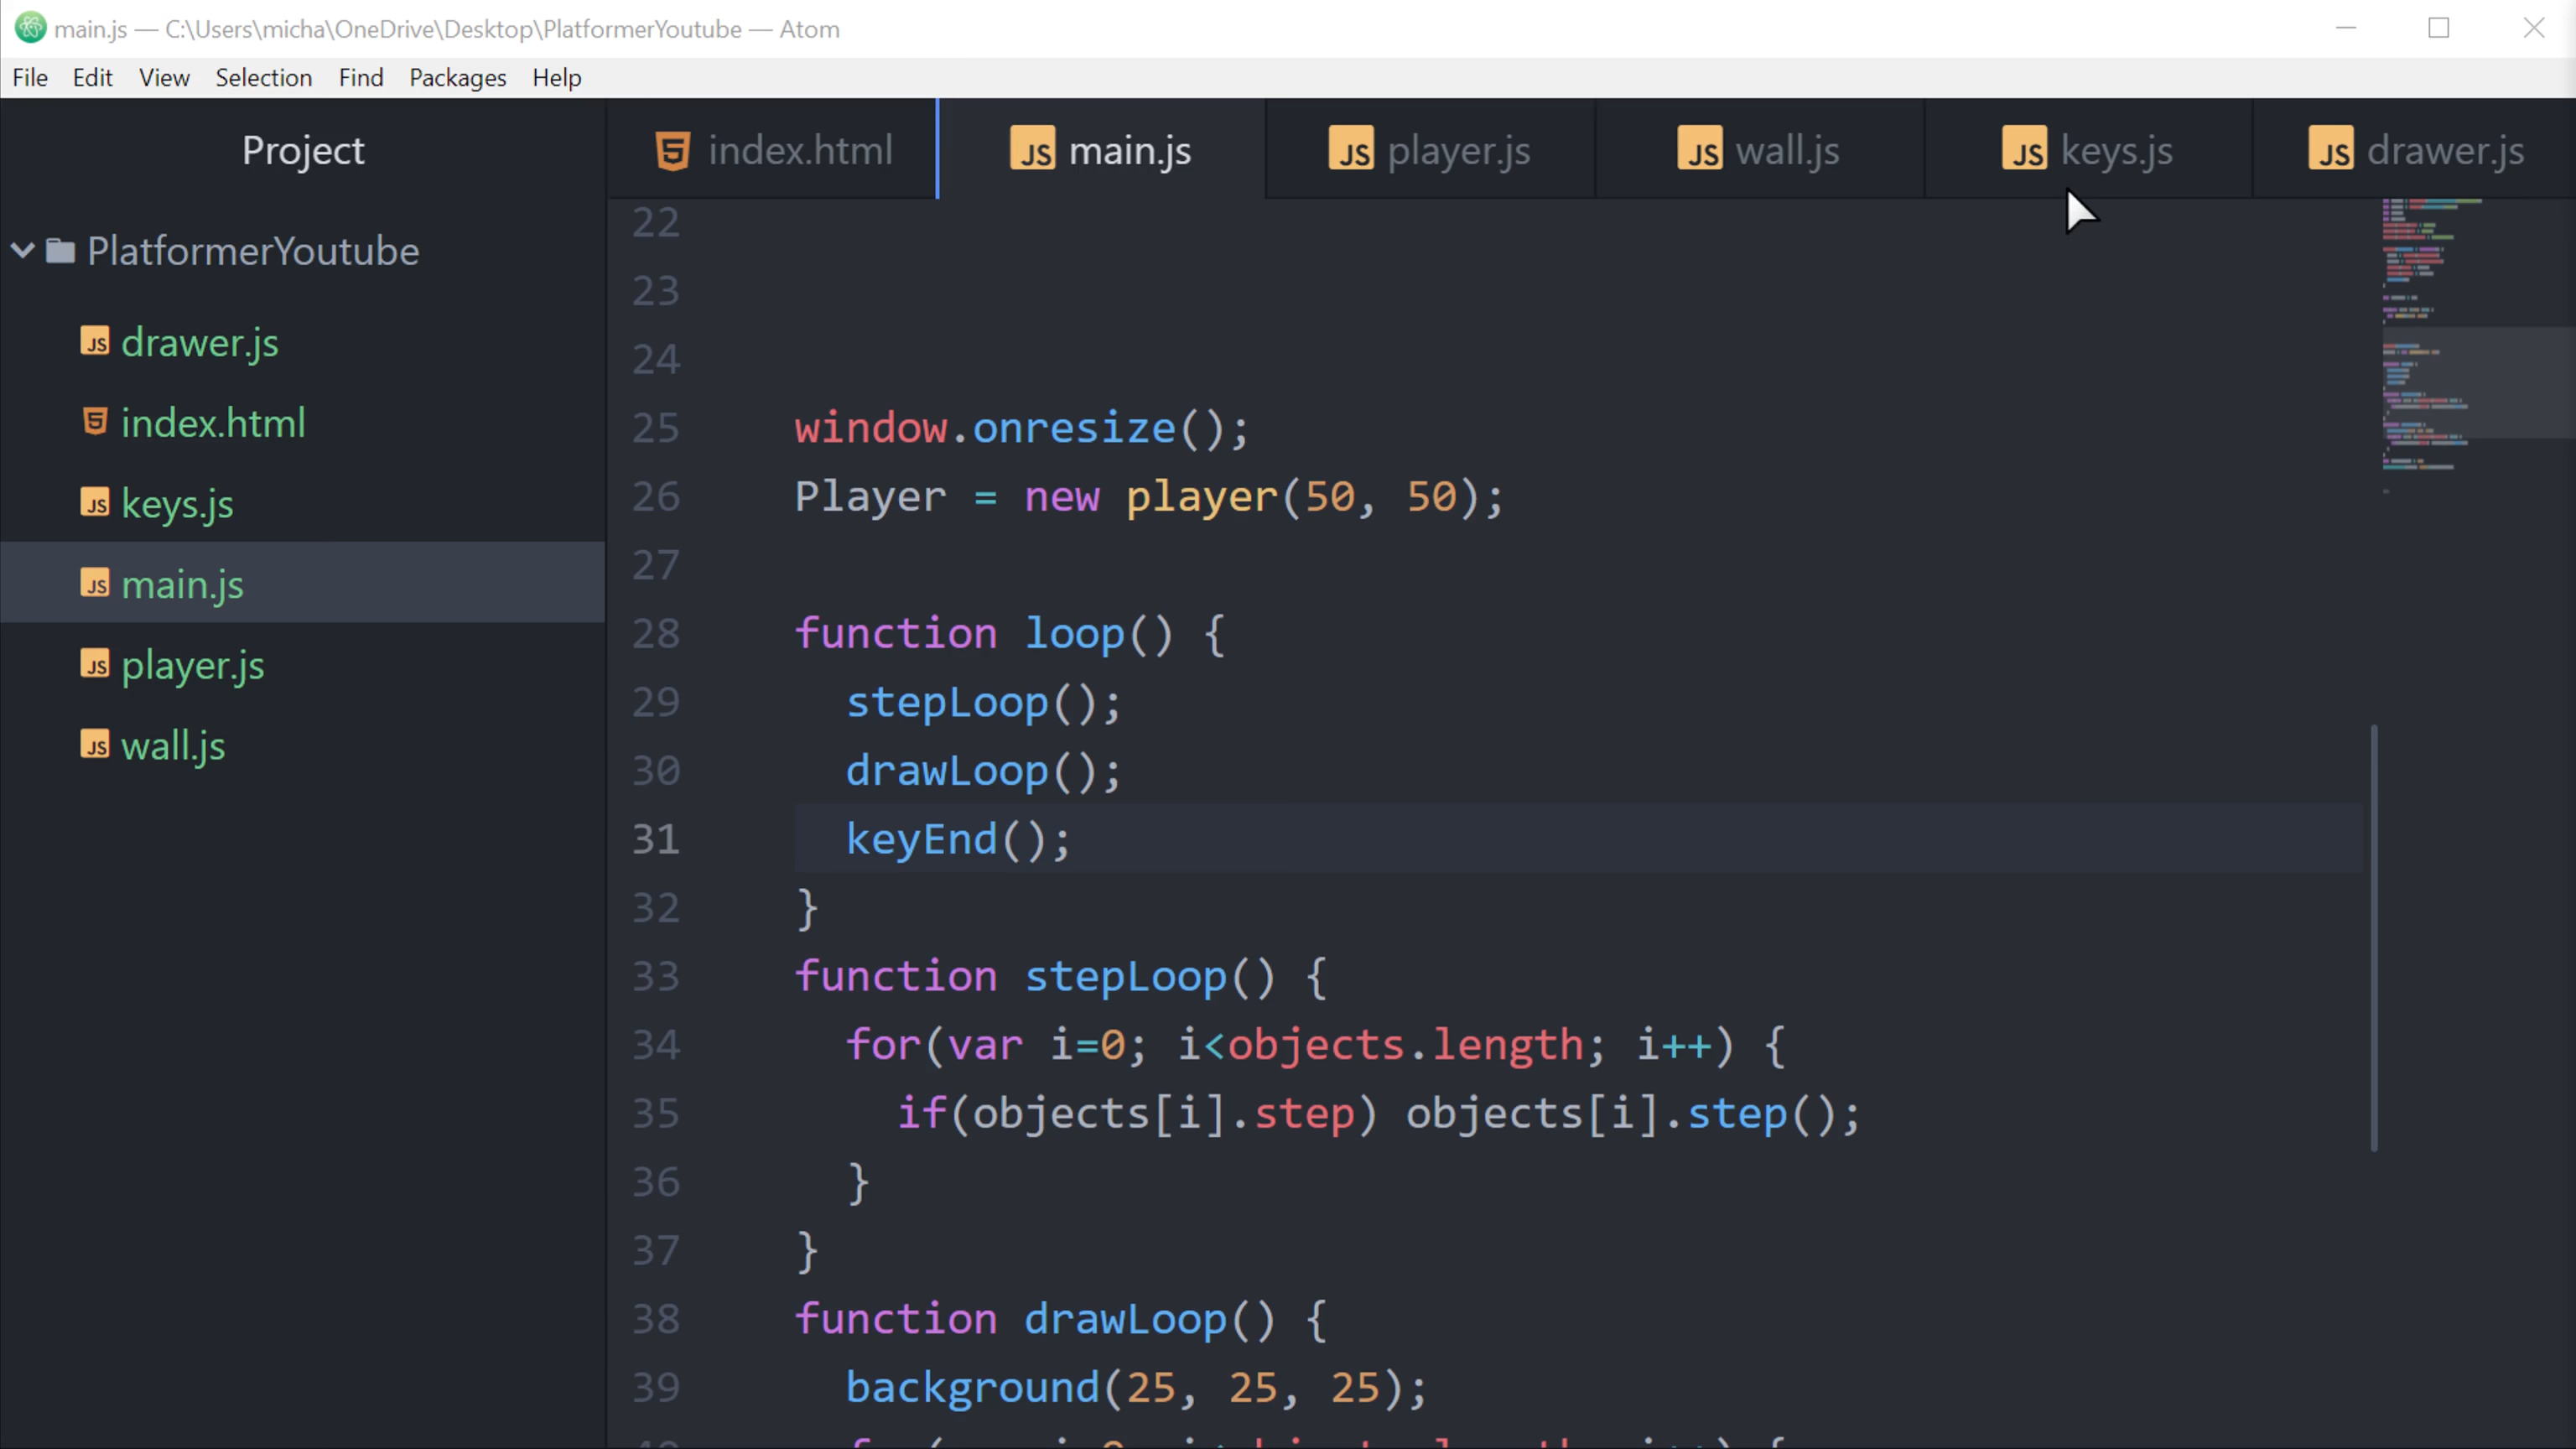 main.js — C:\Users\micha\OneDrive\Desktop\PlatformerYoutube — Atom
File Edit View Selection Find Packages Help
Project
PlatformerYoutube
drawer.js
index.html
keys.js
main.js
player.js
wall.js
index.html main.js player.js wall.js keys.js drawer.js
22
23
24
25 window.onresize();
26 Player = new player(50, 50);
27
28 function loop() {
29 stepLoop();
30 drawLoop();
31 keyEnd();
32 }
33 function stepLoop() {
34 for(var i=0; i<objects.length; i++) {
35 if(objects[i].step) objects[i].step();
36 }
37 }
38 function drawLoop() {
39 background(25, 25, 25);